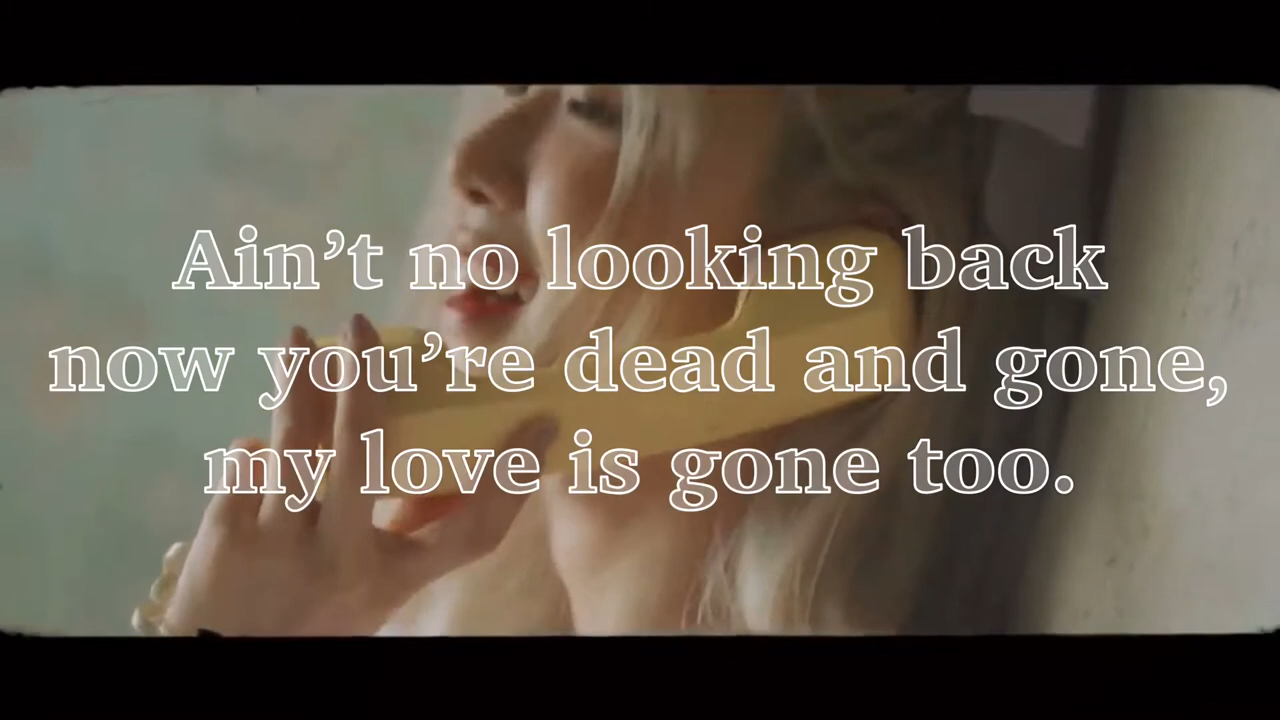 Ain’t no looking back
now you’re dead and gone,
my love is gone too.